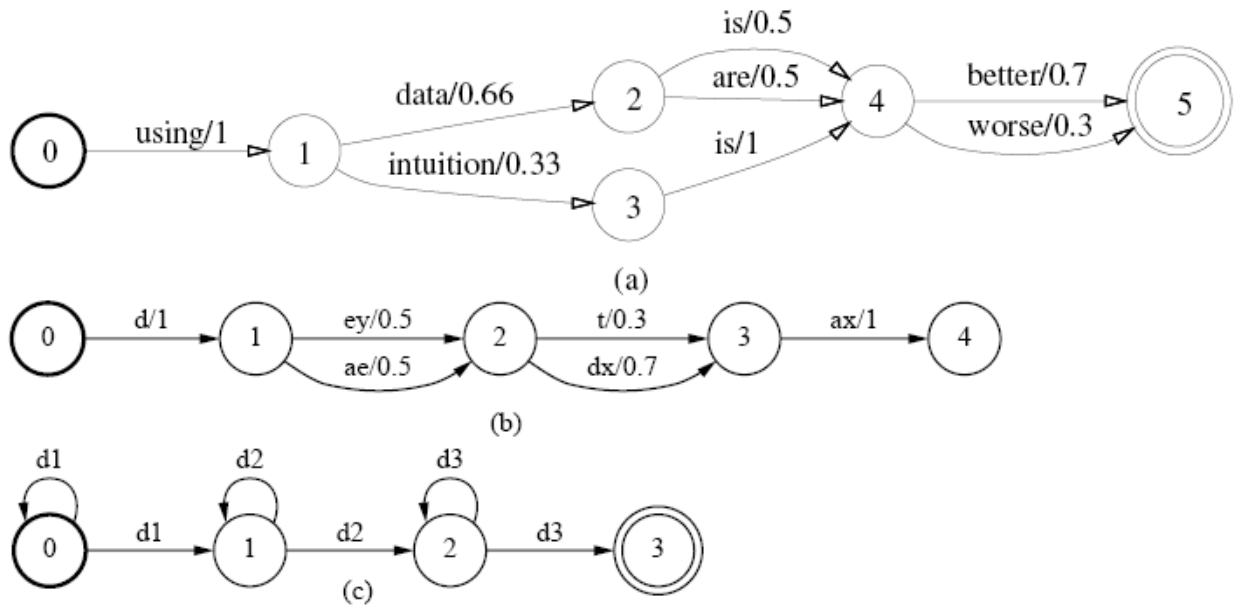 is/0.5
data/0.66 2 are/0.5 4 better/0.7 5
0 using/1 1 worse/0.3
intuition/0.33 3 is/1
(a)
0 d/1 1 ey/0.5 2 t/0.3 3 ax/1 4
ae/0.5 dx/0.7
(b)
d1 d2 d3
0 d1 1 d2 2 d3 3
(c)